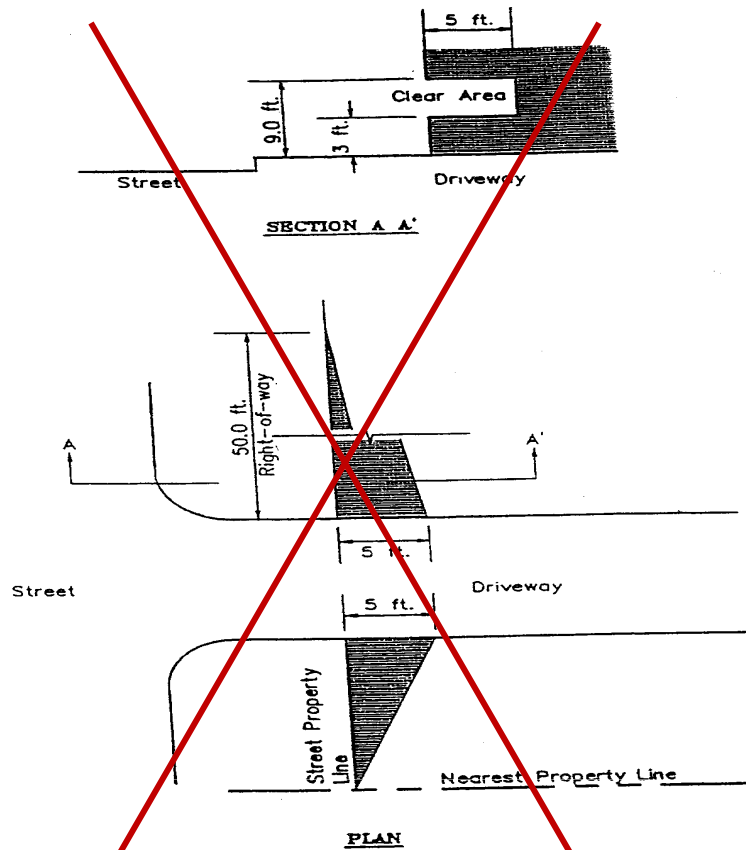 5 ft.
Clear Area
9.0 ft.
3 ft.
Street
Driveway
SECTION A A'
50.0 ft.
Right-of-way
A
A'
5 ft.
Street
Driveway
5 ft.
Street Property
Line
Nearest Property Line
PLAN